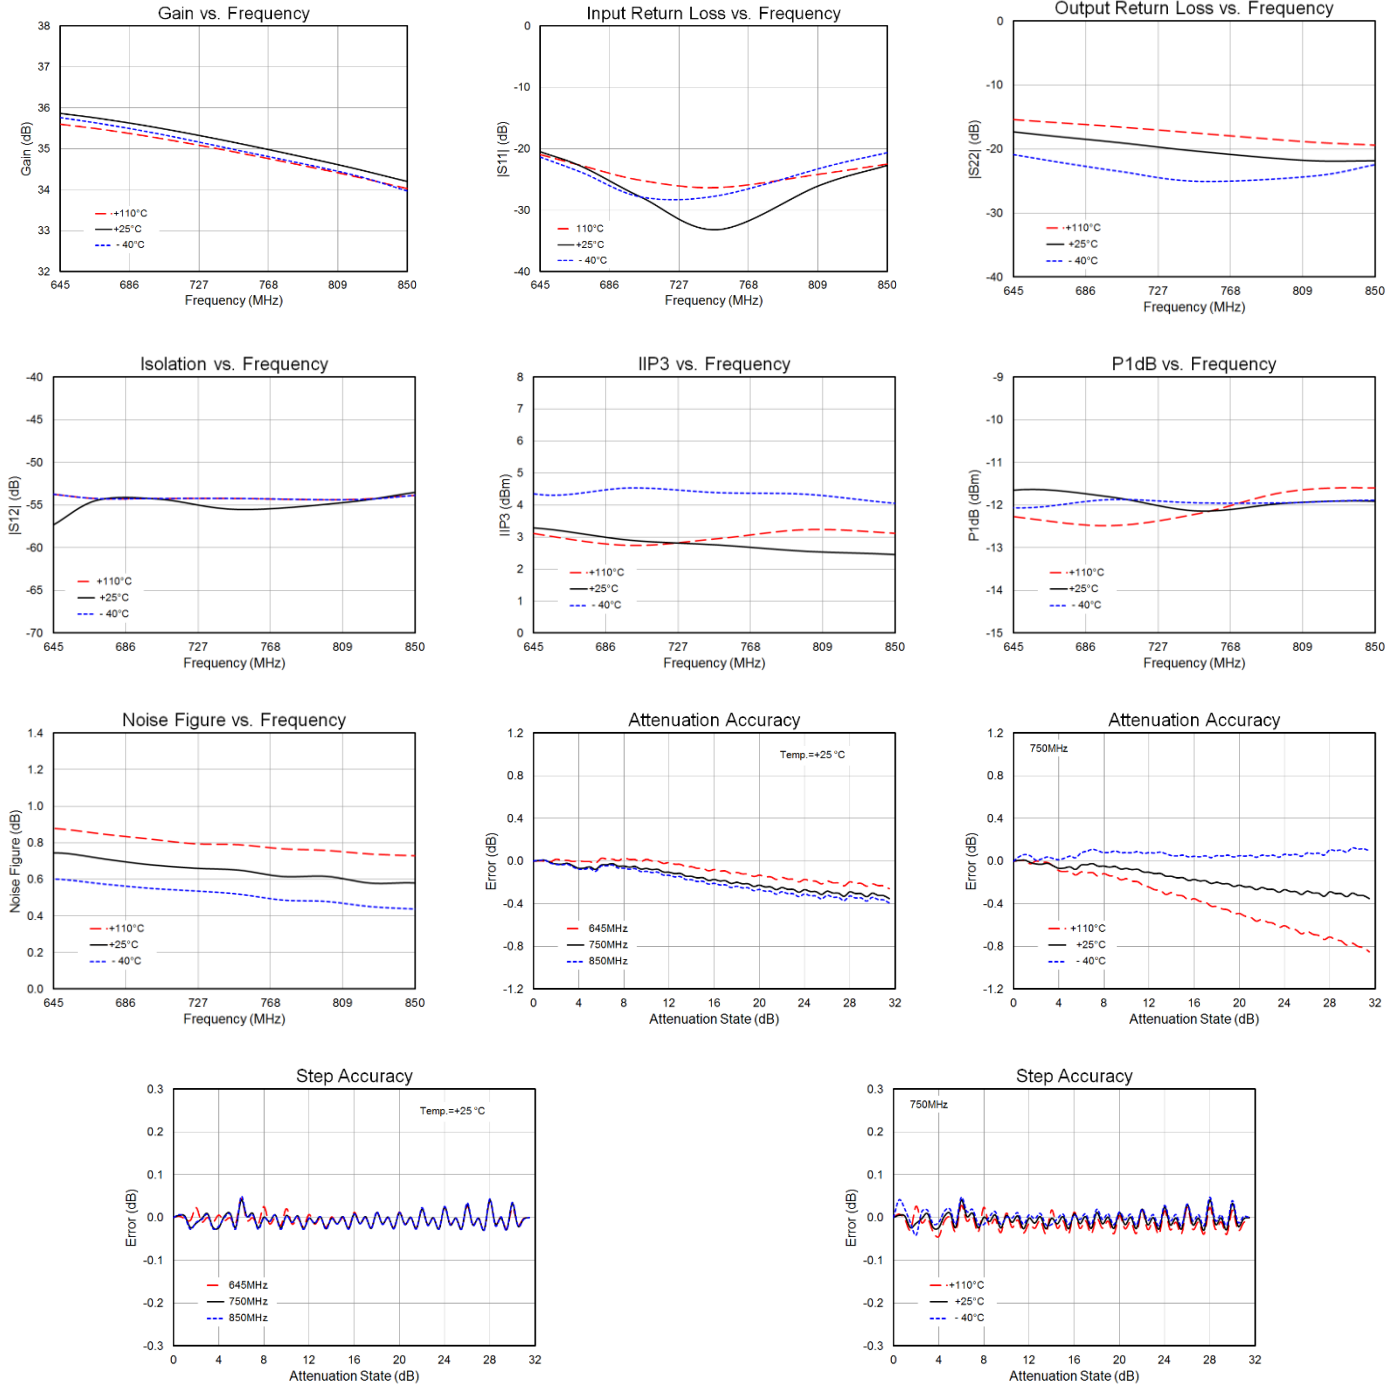 Gain vs. Frequency
38
37
36
35
34
33
32
Gain (dB)
+110°C
+25°C
- 40°C
645 686 727 768 809 850
Frequency (MHz)
Input Return Loss vs. Frequency
0
-10
-20
-30
-40
|S11| (dB)
110°C
+25°C
- 40°C
645 686 727 768 809 850
Frequency (MHz)
Output Return Loss vs. Frequency
0
-10
-20
-30
-40
|S22| (dB)
+110°C
+25°C
- 40°C
645 686 727 768 809 850
Frequency (MHz)
Isolation vs. Frequency
-40
-45
-50
-55
-60
-65
-70
|S12| (dB)
+110°C
+25°C
- 40°C
645 686 727 768 809 850
Frequency (MHz)
IIP3 vs. Frequency
8
7
6
5
4
3
2
1
0
IIP3 (dBm)
+110°C
+25°C
- 40°C
645 686 727 768 809 850
Frequency (MHz)
P1dB vs. Frequency
-9
-10
-11
-12
-13
-14
-15
P1dB (dBm)
+110°C
+25°C
- 40°C
645 686 727 768 809 850
Frequency (MHz)
Noise Figure vs. Frequency
1.4
1.2
1.0
0.8
0.6
0.4
0.2
0.0
Noise Figure (dB)
+110°C
+25°C
- 40°C
645 686 727 768 809 850
Frequency (MHz)
Attenuation Accuracy
1.2
0.8
0.4
0.0
-0.4
-0.8
-1.2
Error (dB)
Temp.=+25 °C
645MHz
750MHz
850MHz
0 4 8 12 16 20 24 28 32
Attenuation State (dB)
Attenuation Accuracy
1.2
0.8
0.4
0.0
-0.4
-0.8
-1.2
Error (dB)
750MHz
+110°C
+25°C
- 40°C
0 4 8 12 16 20 24 28 32
Attenuation State (dB)
Step Accuracy
0.3
0.2
0.1
0.0
-0.1
-0.2
-0.3
Error (dB)
Temp.=+25 °C
645MHz
750MHz
850MHz
0 4 8 12 16 20 24 28 32
Attenuation State (dB)
Step Accuracy
0.3
0.2
0.1
0.0
-0.1
-0.2
-0.3
Error (dB)
750MHz
+110°C
+25°C
- 40°C
0 4 8 12 16 20 24 28 32
Attenuation State (dB)